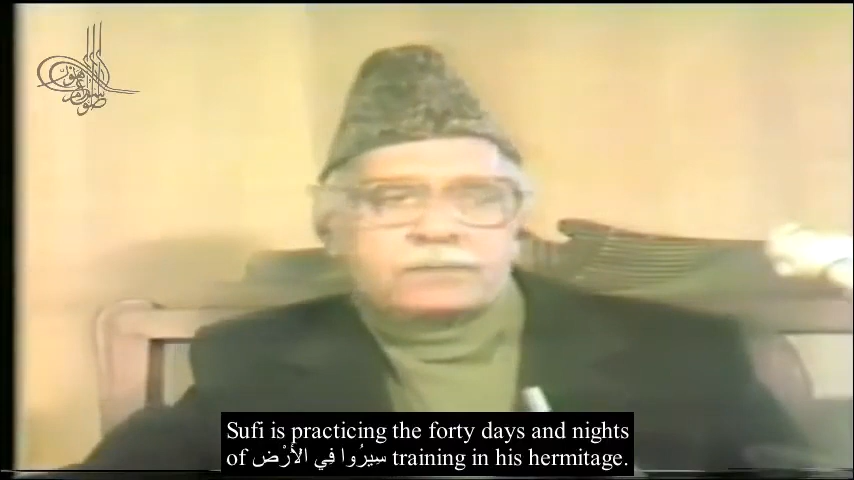 Sufi is practicing the forty days and nights
of سِيرُوا فِي الأَرْض training in his hermitage.